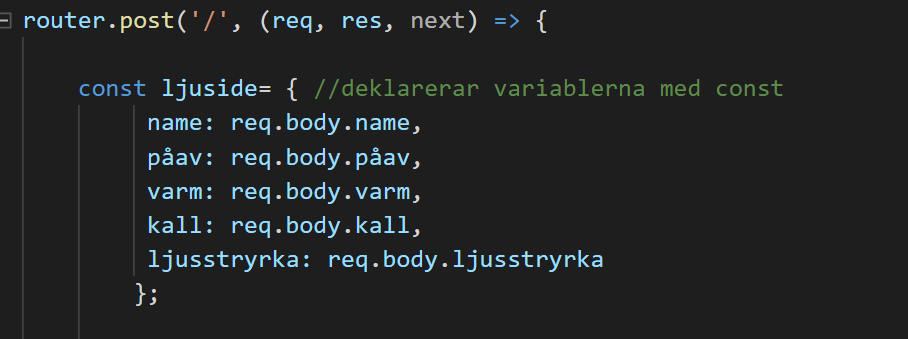 router.post('/', (req, res, next) => {
const ljuside= { //deklarerar variablerna med const
name: req.body.name,
påav: req.body.påav,
varm: req.body.varm,
kall: req.body.kall,
ljusstryrka: req.body.ljusstryrka
};